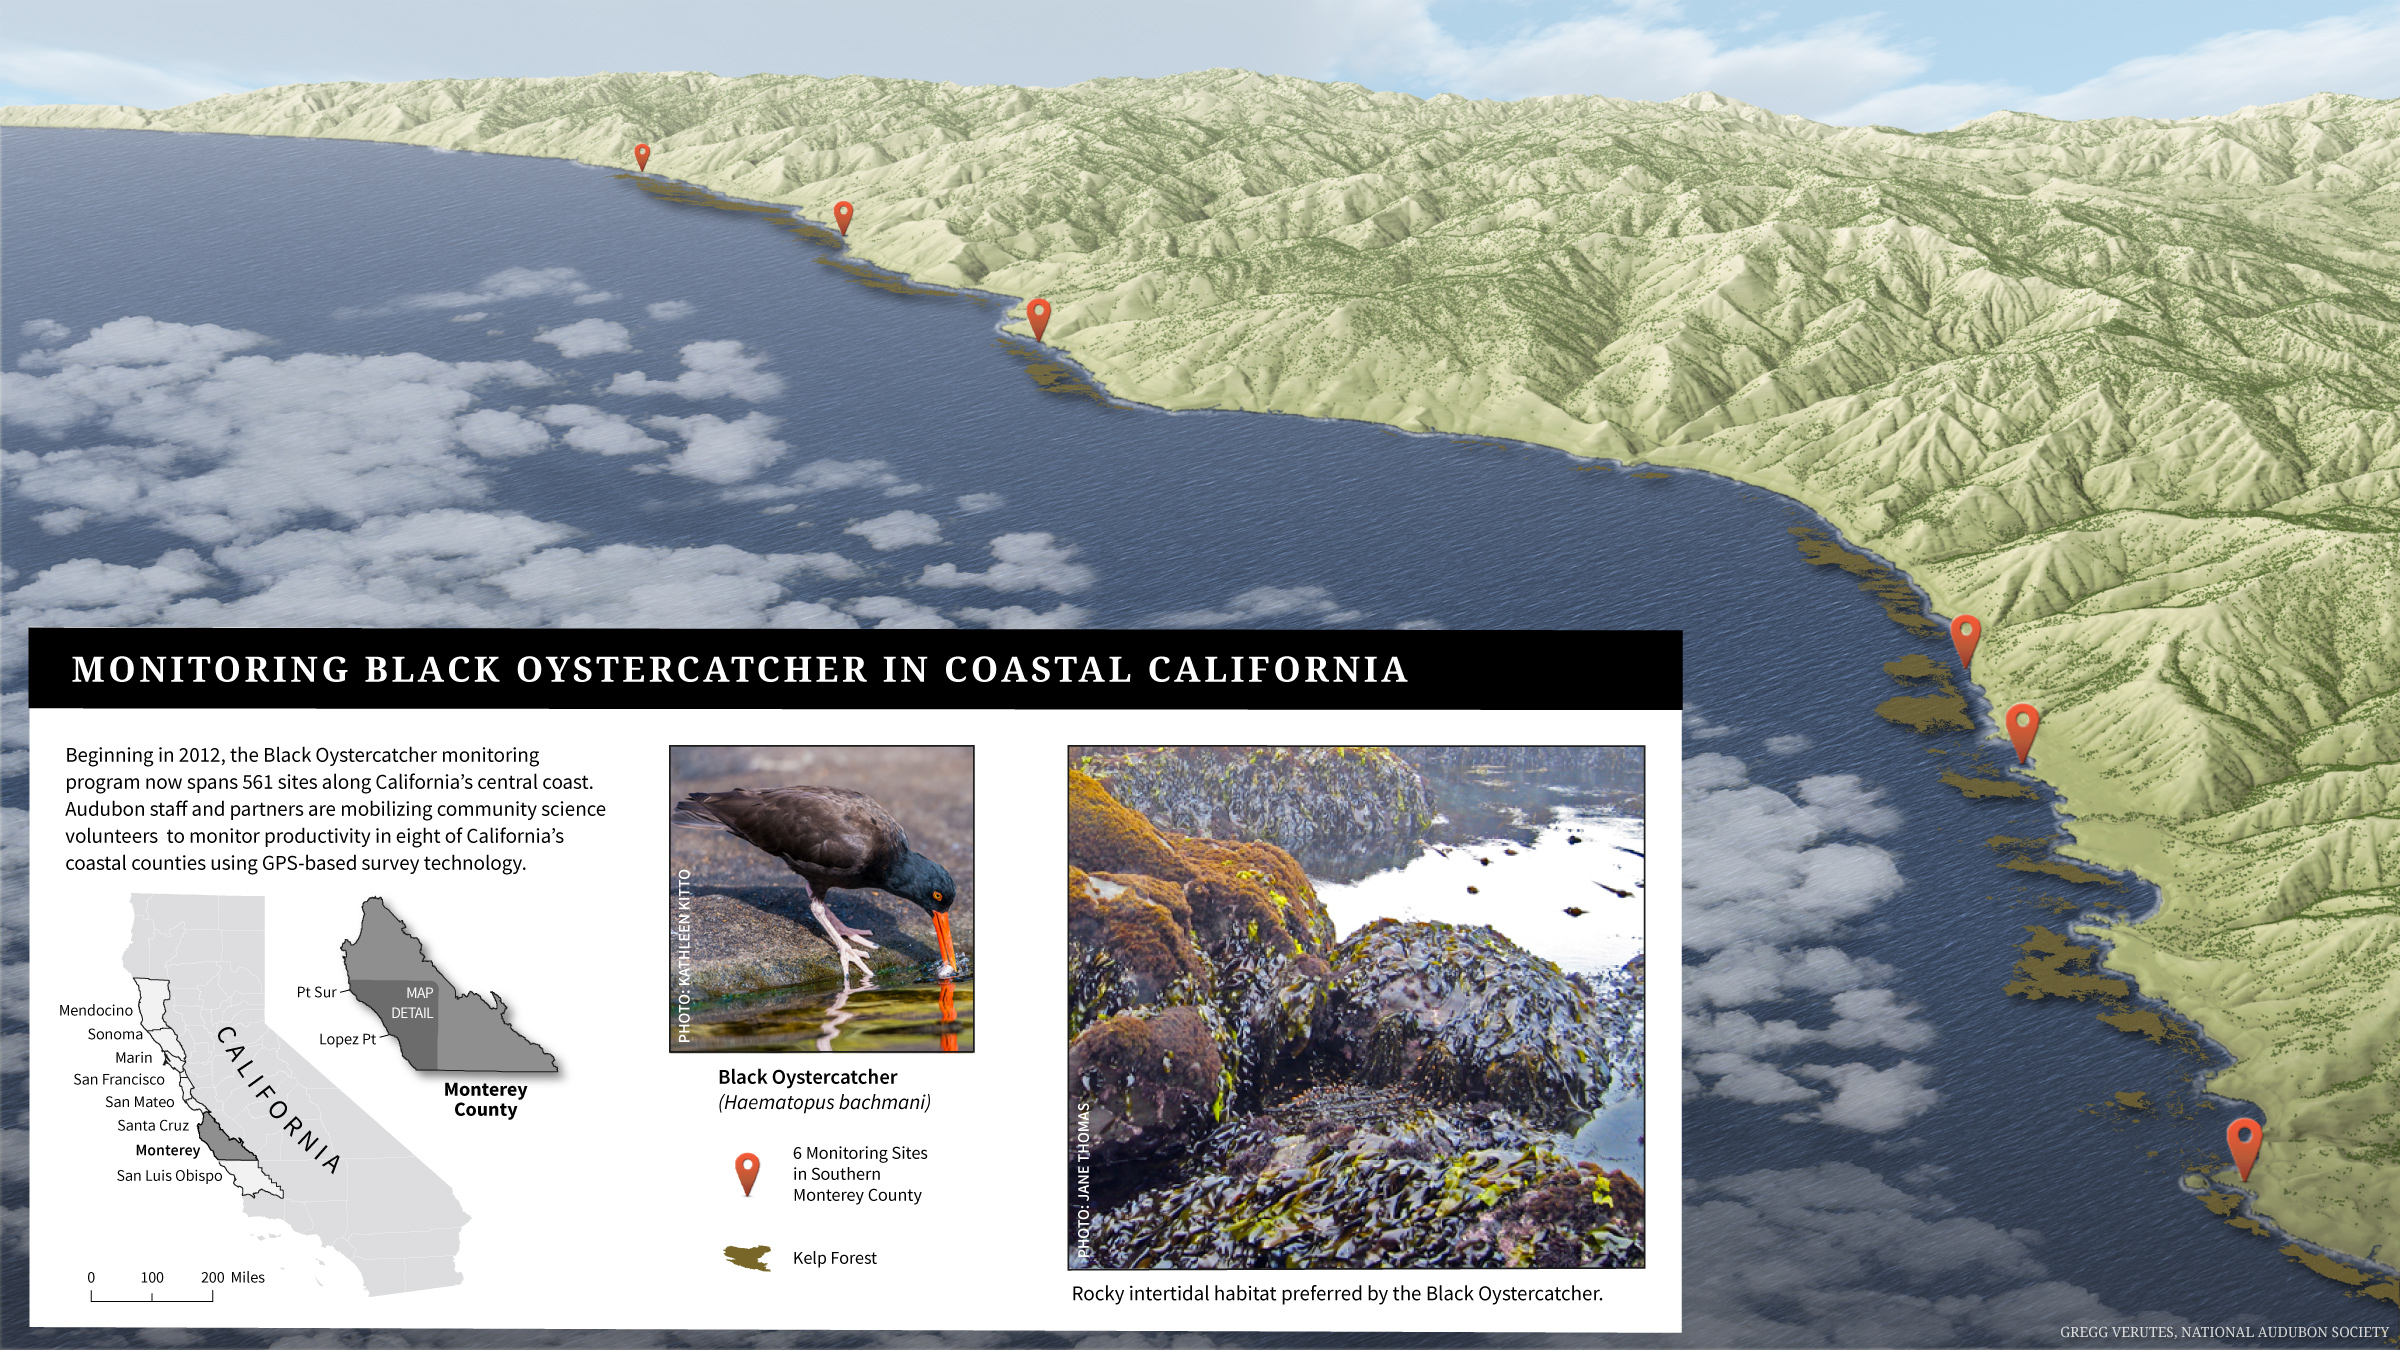 MONITORING BLACK OYSTERCATCHER IN COASTAL CALIFORNIA
Beginning in 2012, the Black Oystercatcher monitoring
program now spans 561 sites along California’s central coast.
Audubon staff and partners are mobilizing community science
volunteers  to monitor productivity in eight of California’s
coastal counties using GPS-based survey technology.
Mendocino
Sonoma
Marin
San Francisco
San Mateo
Santa Cruz
Monterey
San Luis Obispo
CALIFORNIA
0 100 200 Miles
Pt Sur
Lopez Pt
MAP
DETAIL
Monterey
County
PHOTO: KATHLEEN KITTO
Black Oystercatcher
(Haematopus bachmani)
6 Monitoring Sites
in Southern
Monterey County
Kelp Forest
PHOTO: JANE THOMAS
Rocky intertidal habitat preferred by the Black Oystercatcher.
GREGG VERUTES, NATIONAL AUDUBON SOCIETY